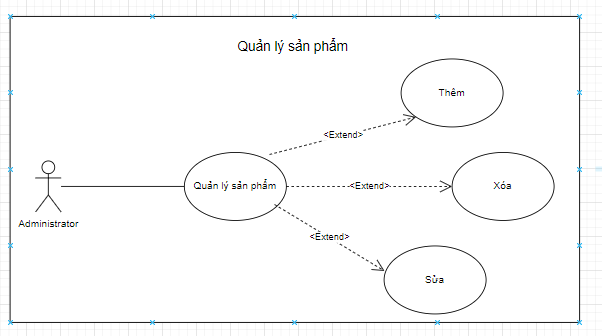 Quản lý sản phẩm
Thêm
<Extend>
Quản lý sản phẩm
<Extend>
Xóa
Administrator
<Extend>
Sửa